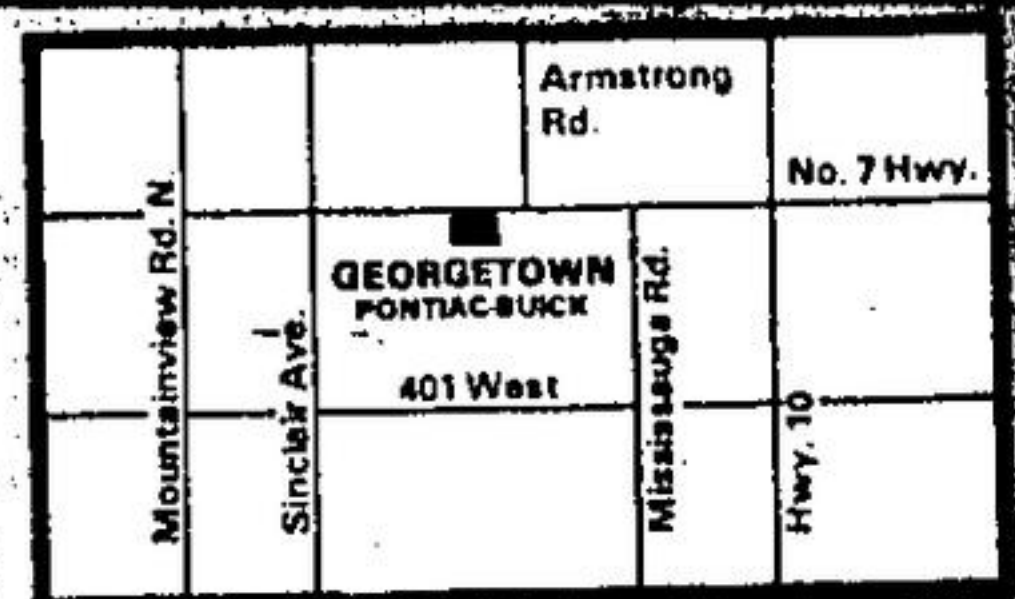 Armstrong
Rd.
No. 7 Hwy.
Mountainview Rd. N.
Sinclair Ave.
GEORGETOWN
PONTIAC-BUICK
401 West
Mississauga Rd.
Hwy. 10